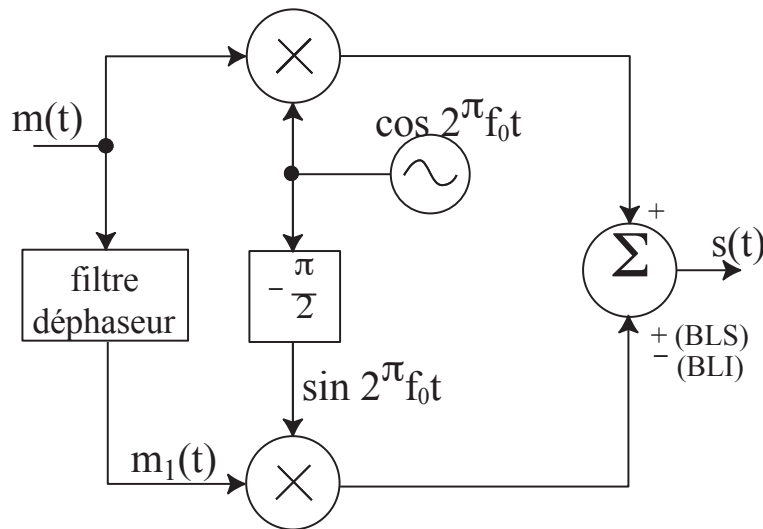 m(t)
cos 2πf₀t
filtre
déphaseur
- π/2
+
Σ
s(t)
+ (BLS)
− (BLI)
sin 2πf₀t
m₁(t)